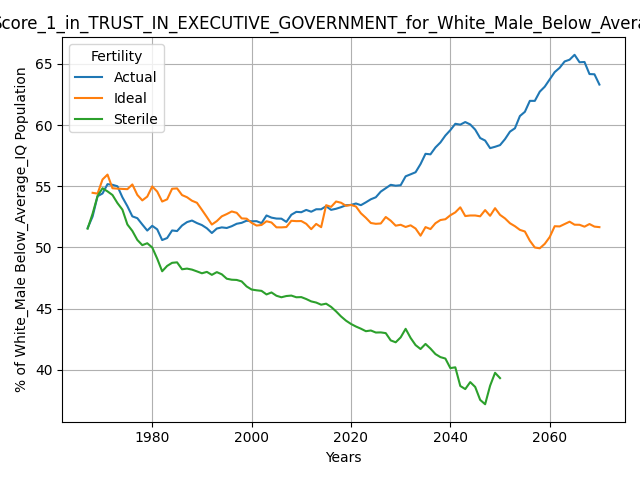 Score_1_in_TRUST_IN_EXECUTIVE_GOVERNMENT_for_White_Male_Below_Avera
Fertility
Actual
Ideal
Sterile
% of White_Male Below_Average_IQ Population
65
60
55
50
45
40
1980
2000
2020
2040
2060
Years